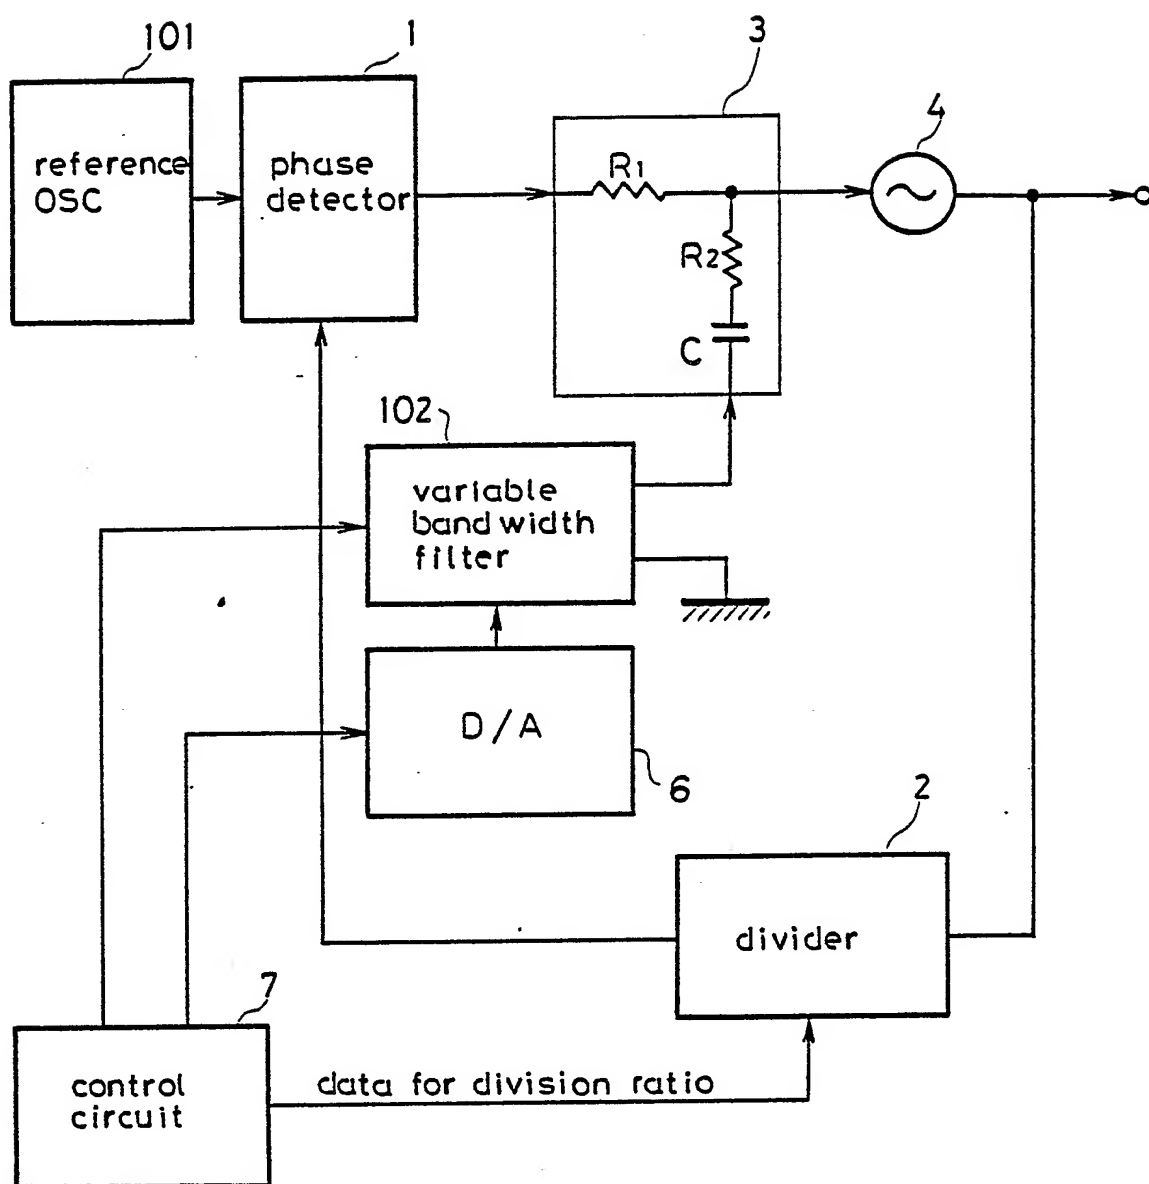 101
1
3
4
reference
OSC
phase
detector
R1
R2
C
102
variable
band width
filter
D/A
6
2
divider
7
control
circuit
data for division ratio